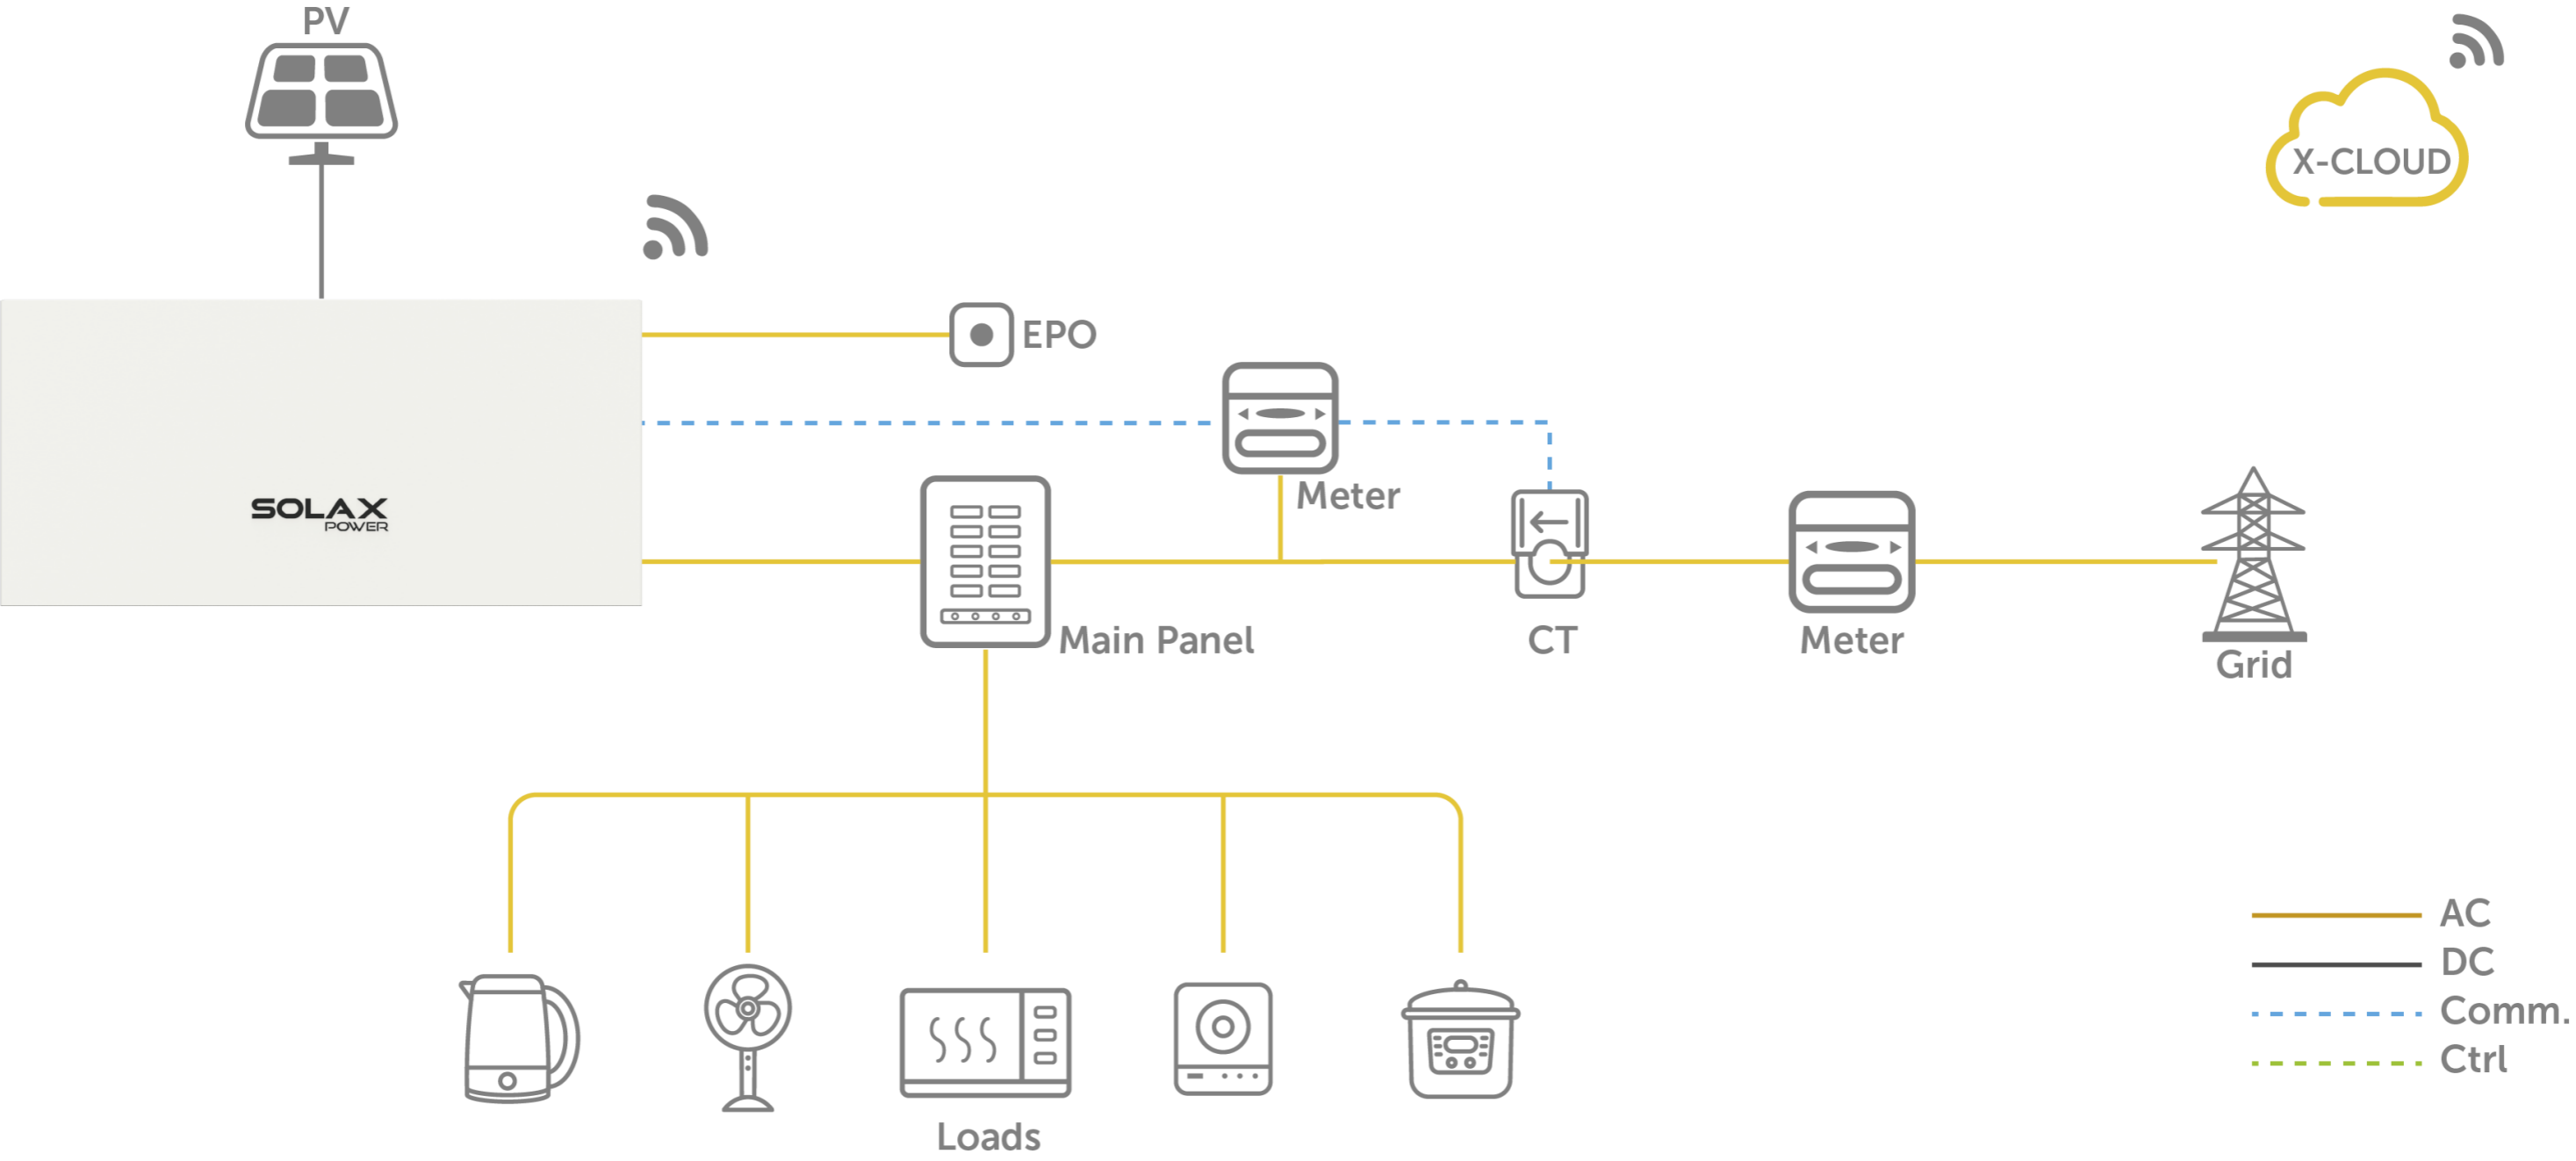 PV
X-CLOUD
EPO
Meter
SOLAX
POWER
Main Panel
CT
Meter
Grid
AC
DC
Comm.
Ctrl
Loads